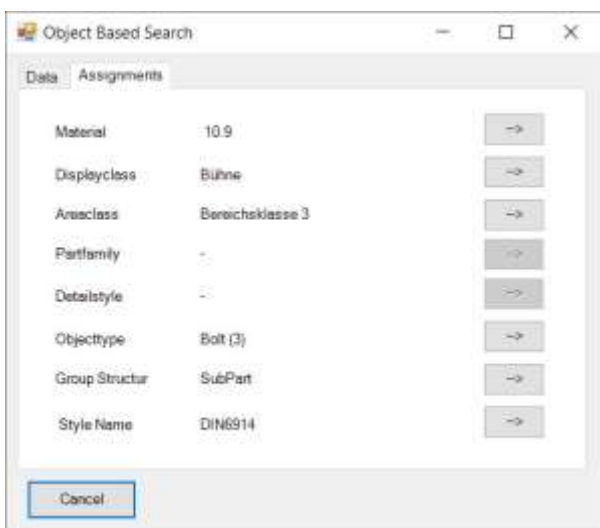 Object Based Search
Data Assignments
Material 10.9 -->
Displayclass Bühne -->
Areaclass Bereichsklasse 3 -->
Partfamily - -->
Detailstyle - -->
Objecttype Bolt (3) -->
Group Structur SubPart -->
Style Name DIN6914 -->
Cancel